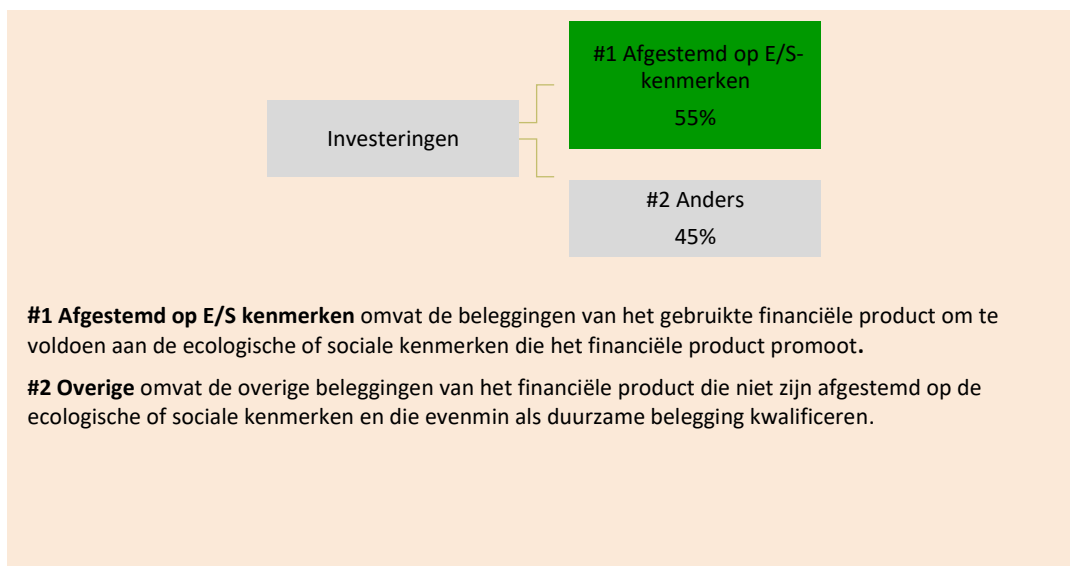 #1 Afgestemd op E/S-
kenmerken
55%
Investeringen
#2 Anders
45%
#1 Afgestemd op E/S kenmerken omvat de beleggingen van het gebruikte financiële product om te
voldoen aan de ecologische of sociale kenmerken die het financiële product promoot.
#2 Overige omvat de overige beleggingen van het financiële product die niet zijn afgestemd op de
ecologische of sociale kenmerken en die evenmin als duurzame belegging kwalificeren.